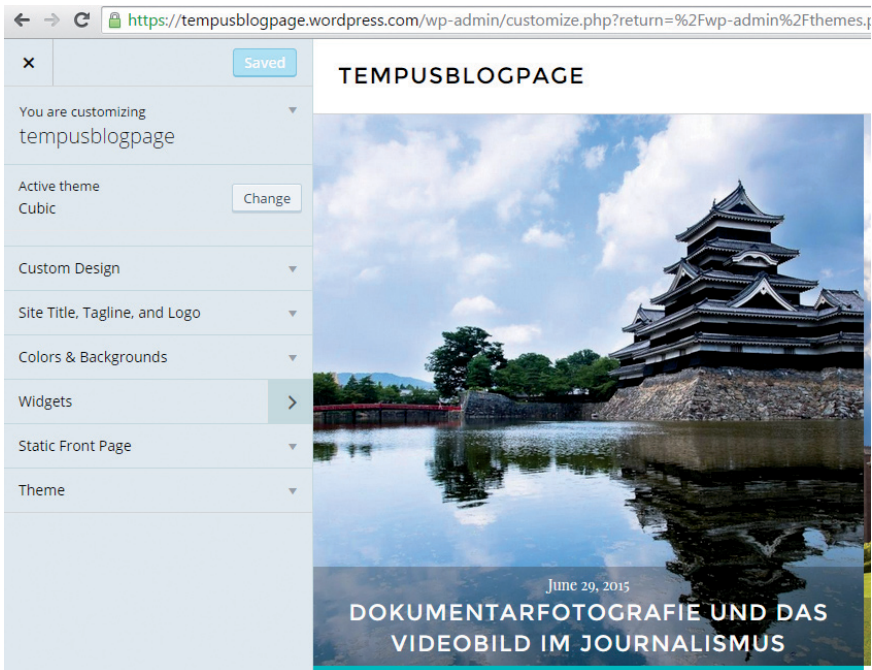 https://tempusblogpage.wordpress.com/wp-admin/customize.php?return=%2Fwp-admin%2Fthemes.p
Saved
TEMPUSBLOGPAGE
You are customizing
tempusblogpage
Active theme
Cubic
Change
Custom Design
Site Title, Tagline, and Logo
Colors & Backgrounds
Widgets
Static Front Page
Theme
June 29, 2015
DOKUMENTARFOTOGRAFIE UND DAS
VIDEOBILD IM JOURNALISMUS